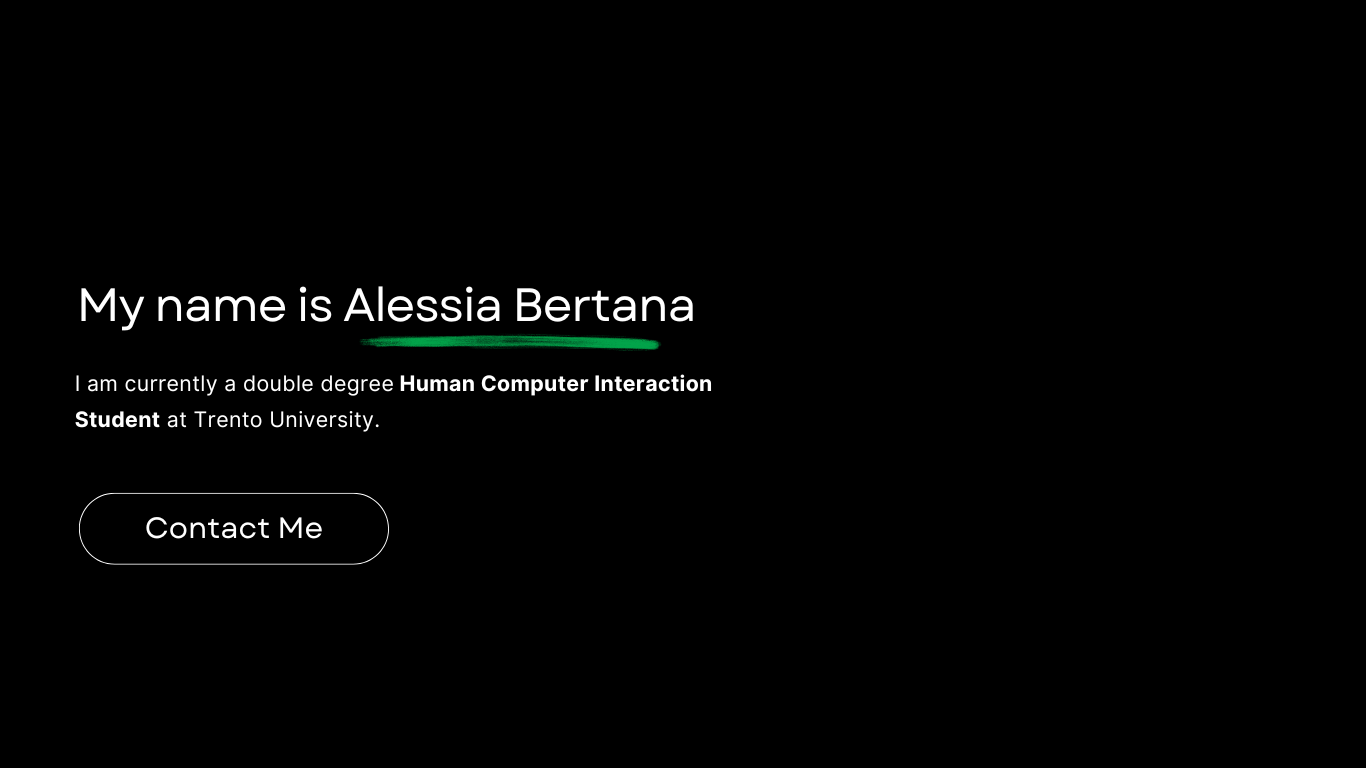 My name is Alessia Bertana
I am currently a double degree Human Computer Interaction
Student at Trento University.
Contact Me